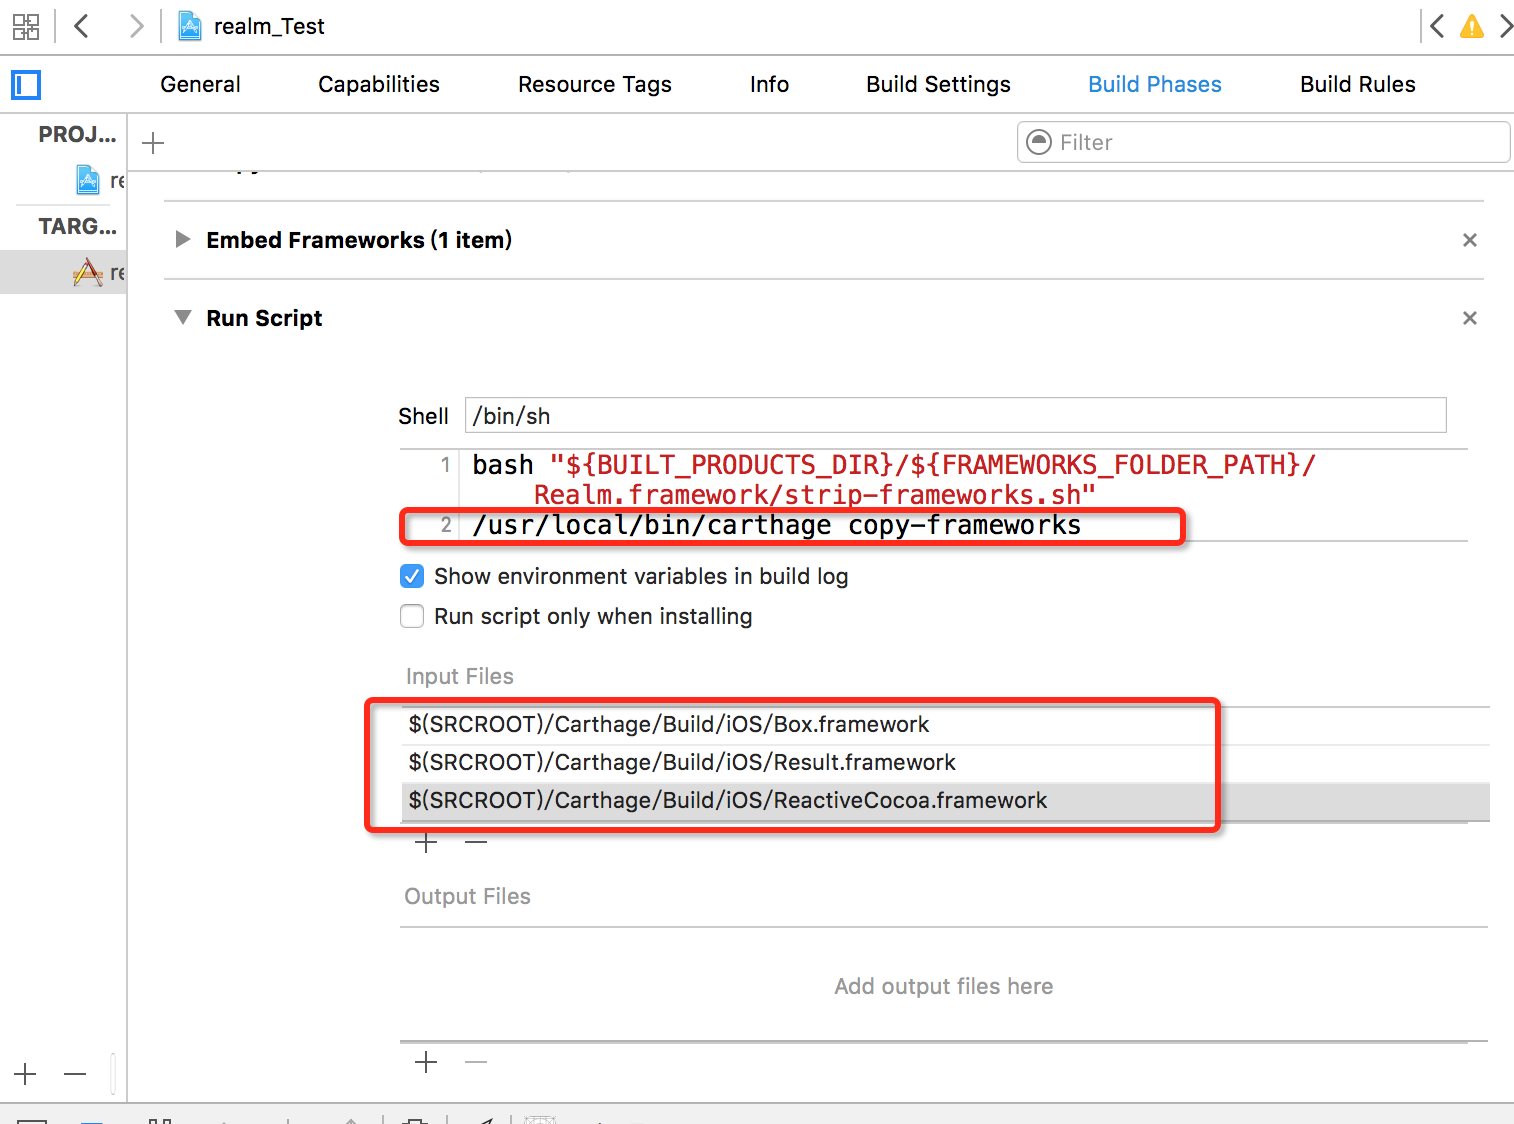 realm_Test
General Capabilities Resource Tags Info Build Settings Build Phases Build Rules
PROJ...
Filter
TARG...
Embed Frameworks (1 item)
Run Script
Shell /bin/sh
1 bash "${BUILT_PRODUCTS_DIR}/${FRAMEWORKS_FOLDER_PATH}/
Realm.framework/strip-frameworks.sh"
2 /usr/local/bin/carthage copy-frameworks
Show environment variables in build log
Run script only when installing
Input Files
$(SRCROOT)/Carthage/Build/iOS/Box.framework
$(SRCROOT)/Carthage/Build/iOS/Result.framework
$(SRCROOT)/Carthage/Build/iOS/ReactiveCocoa.framework
Output Files
Add output files here